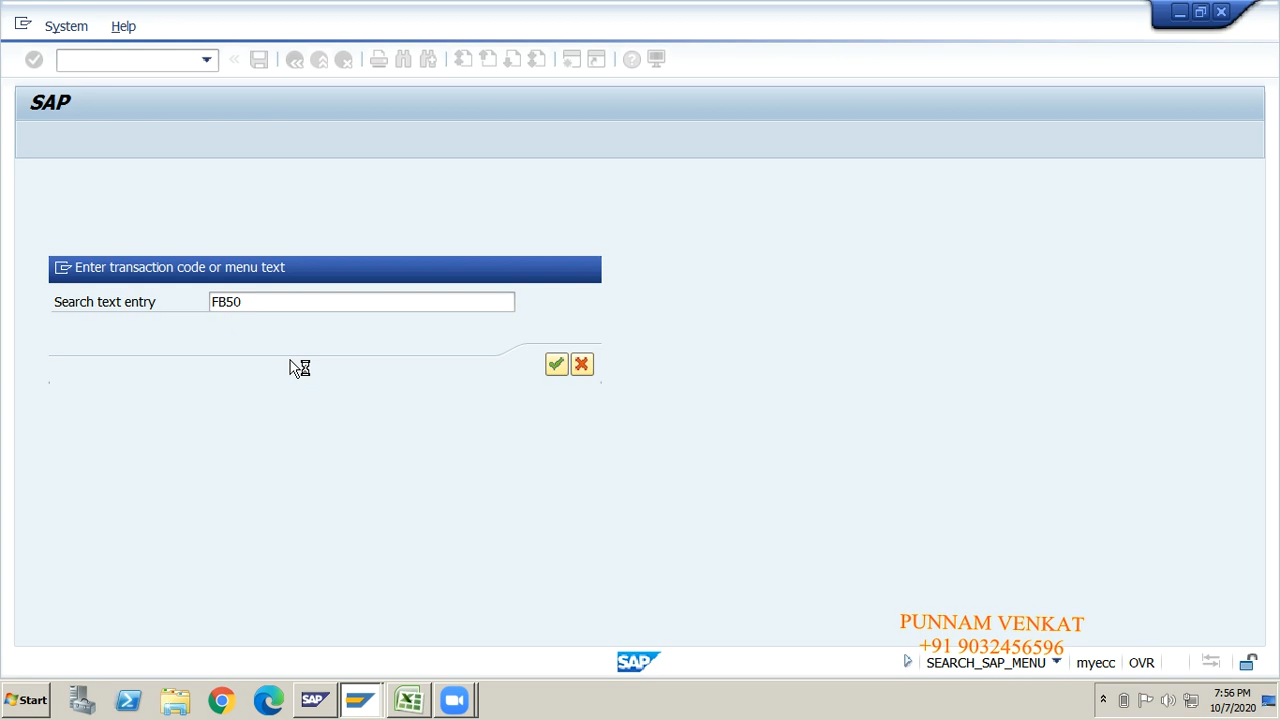 System Help
SAP
Enter transaction code or menu text
Search text entry FB50
PUNNAM VENKAT
+91 9032456596
SAP SEARCH_SAP_MENU myecc OVR
Start SAP 7:56 PM
10/7/2020